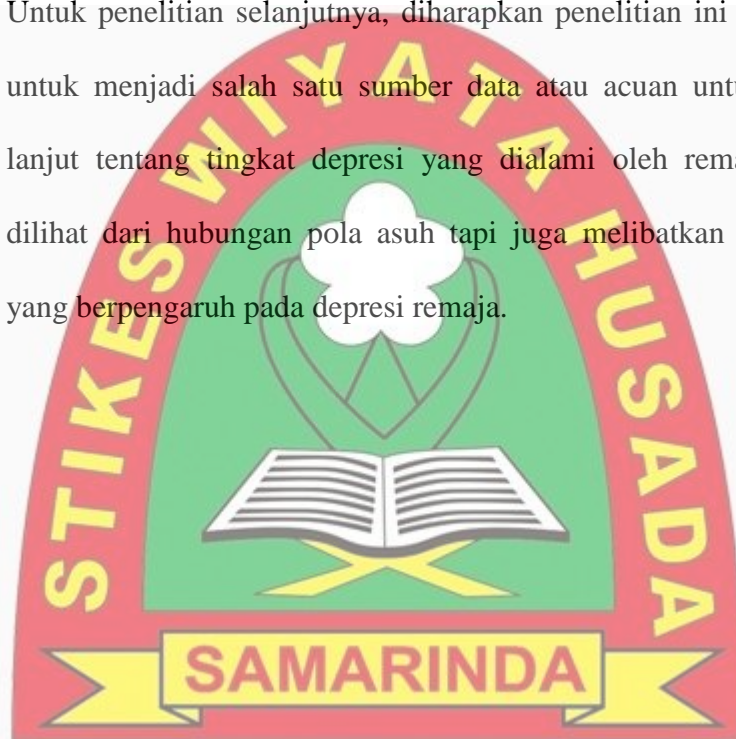 Untuk penelitian selanjutnya, diharapkan penelitian ini
untuk menjadi salah satu sumber data atau acuan
lanjut tentang tingkat depresi yang dialami oleh
dilihat dari hubungan pola asuh tapi juga melibatkan
yang berpengaruh pada depresi remaja.
STIKES WIYATA HUSADA
SAMARINDA